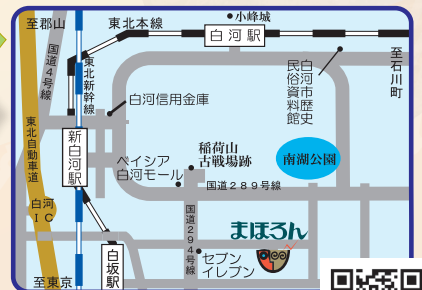 至郡山
東北本線
小峰城
白河駅
国道4号線
東北新幹線
白河信用金庫
白河市歴史
民俗資料館
至石川町
東北自動車道
新白河駅
ベイシア
白河モール
稲荷山
古戦場跡
南湖公園
国道289号線
白河
IC
国道294号線
まほろん
セブン
イレブン
白坂駅
至東京